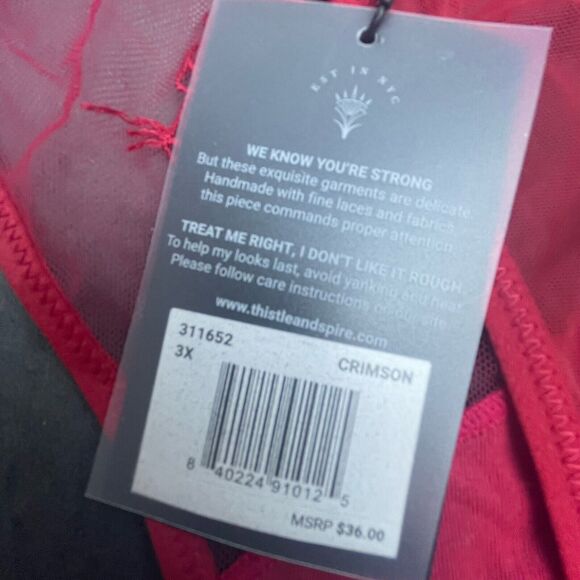 EST IN NYC
WE KNOW YOU'RE STRONG
But these exquisite garments are delicate.
Handmade with fine laces and fabrics,
this piece commands proper attention.
TREAT ME RIGHT, I DON'T LIKE IT ROUGH
To help my looks last, avoid yanking and
Please follow care instructions on
www.thistleandspire.com
311652
3X
CRIMSON
8 40224 91012 5
MSRP $36.00